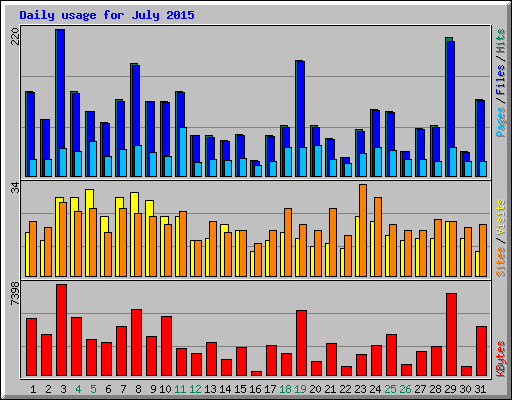 Daily usage for July 2015
220
Pages / Files / Hits
34
Sites / Visits
7398
KBytes
1 2 3 4 5 6 7 8 9 10 11 12 13 14 15 16 17 18 19 20 21 22 23 24 25 26 27 28 29 30 31